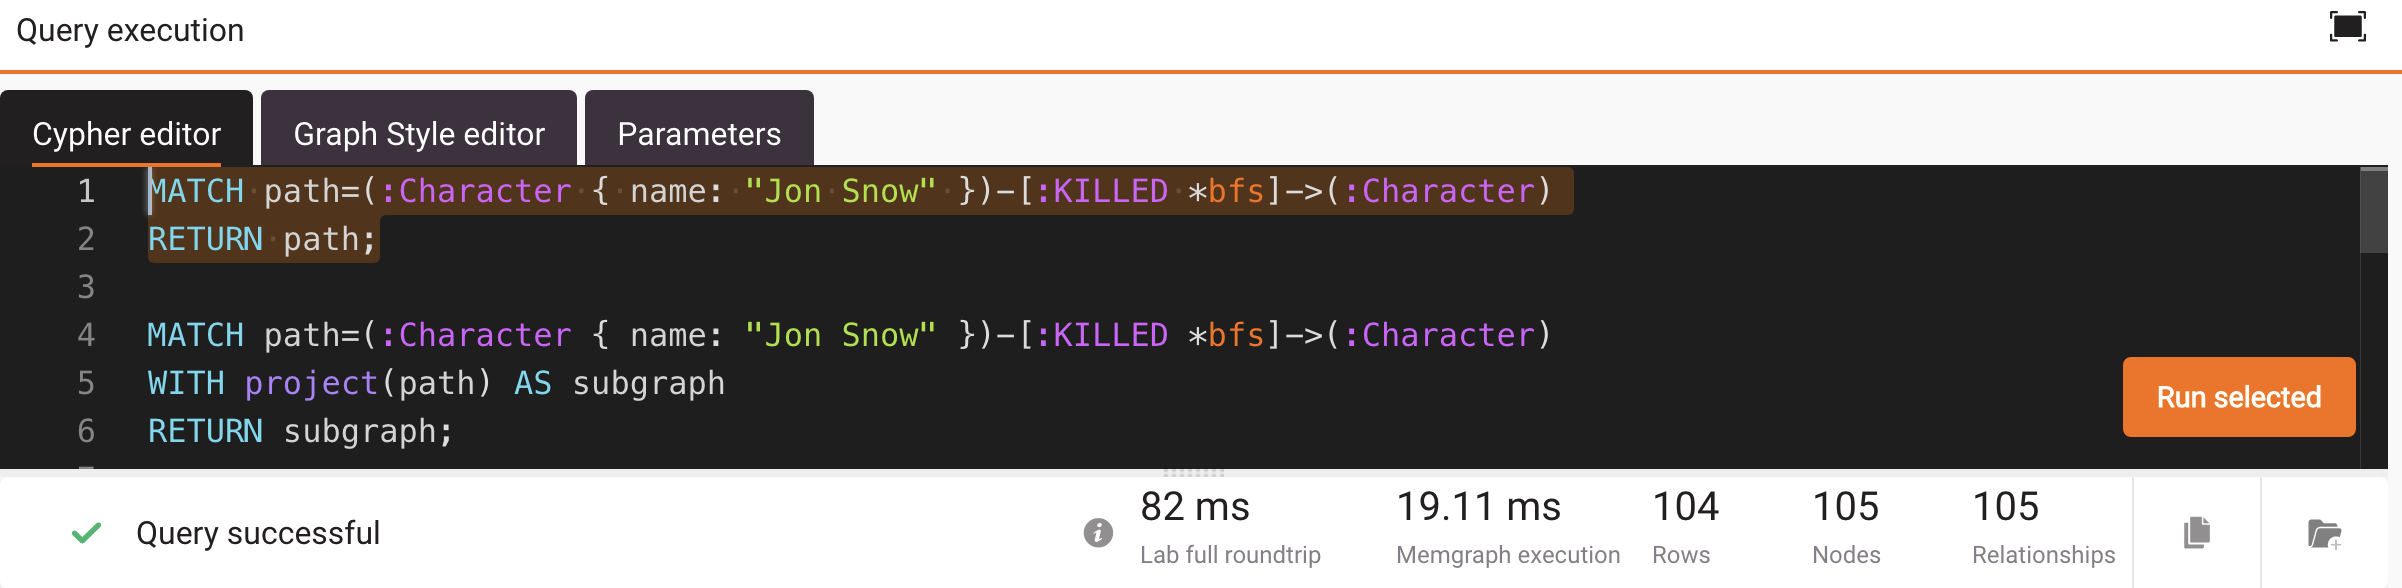 Query execution
Cypher editor
Graph Style editor
Parameters
1 MATCH path=(:Character { name: "Jon Snow" })-[:KILLED *bfs]->(:Character)
2 RETURN path;
3
4 MATCH path=(:Character { name: "Jon Snow" })-[:KILLED *bfs]->(:Character)
5 WITH project(path) AS subgraph
6 RETURN subgraph;
Run selected
Query successful
82 ms
Lab full roundtrip
19.11 ms
Memgraph execution
104
Rows
105
Nodes
105
Relationships